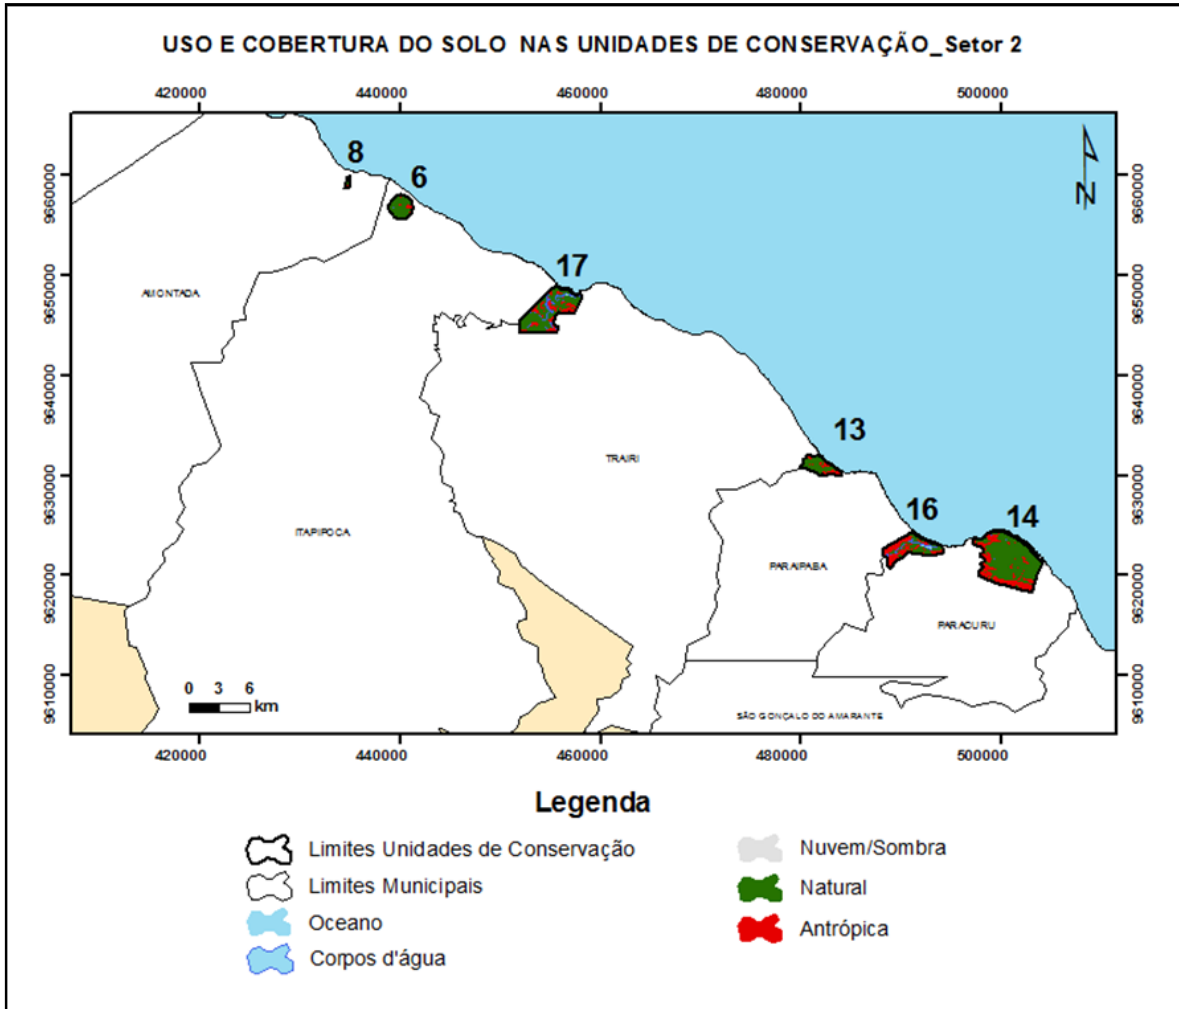 USO E COBERTURA DO SOLO NAS UNIDADES DE CONSERVAÇÃO_Setor 2
420000 440000 460000 480000 500000
9660000 9660000
9650000 9650000
9640000 9640000
9630000 9630000
9620000 9620000
9610000 9610000
8
6
17
13
16
14
N
AMONTADA
ITAPIPOCA
TRAIRI
PARAIPABA
PARACURU
SÃO GONÇALO DO AMARANTE
0 3 6
km
420000 440000 460000 480000 500000
Legenda
Limites Unidades de Conservação
Limites Municipais
Oceano
Corpos d'água
Nuvem/Sombra
Natural
Antrópica